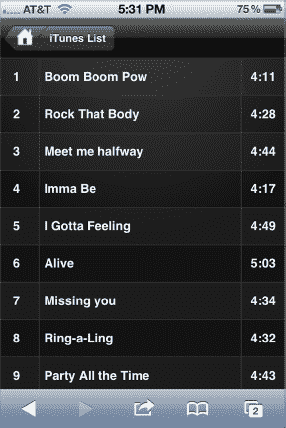 AT&T 5:31 PM 75%
iTunes List
1 Boom Boom Pow 4:11
2 Rock That Body 4:28
3 Meet me halfway 4:44
4 Imma Be 4:17
5 I Gotta Feeling 4:49
6 Alive 5:03
7 Missing you 4:34
8 Ring-a-Ling 4:32
9 Party All the Time 4:43
2